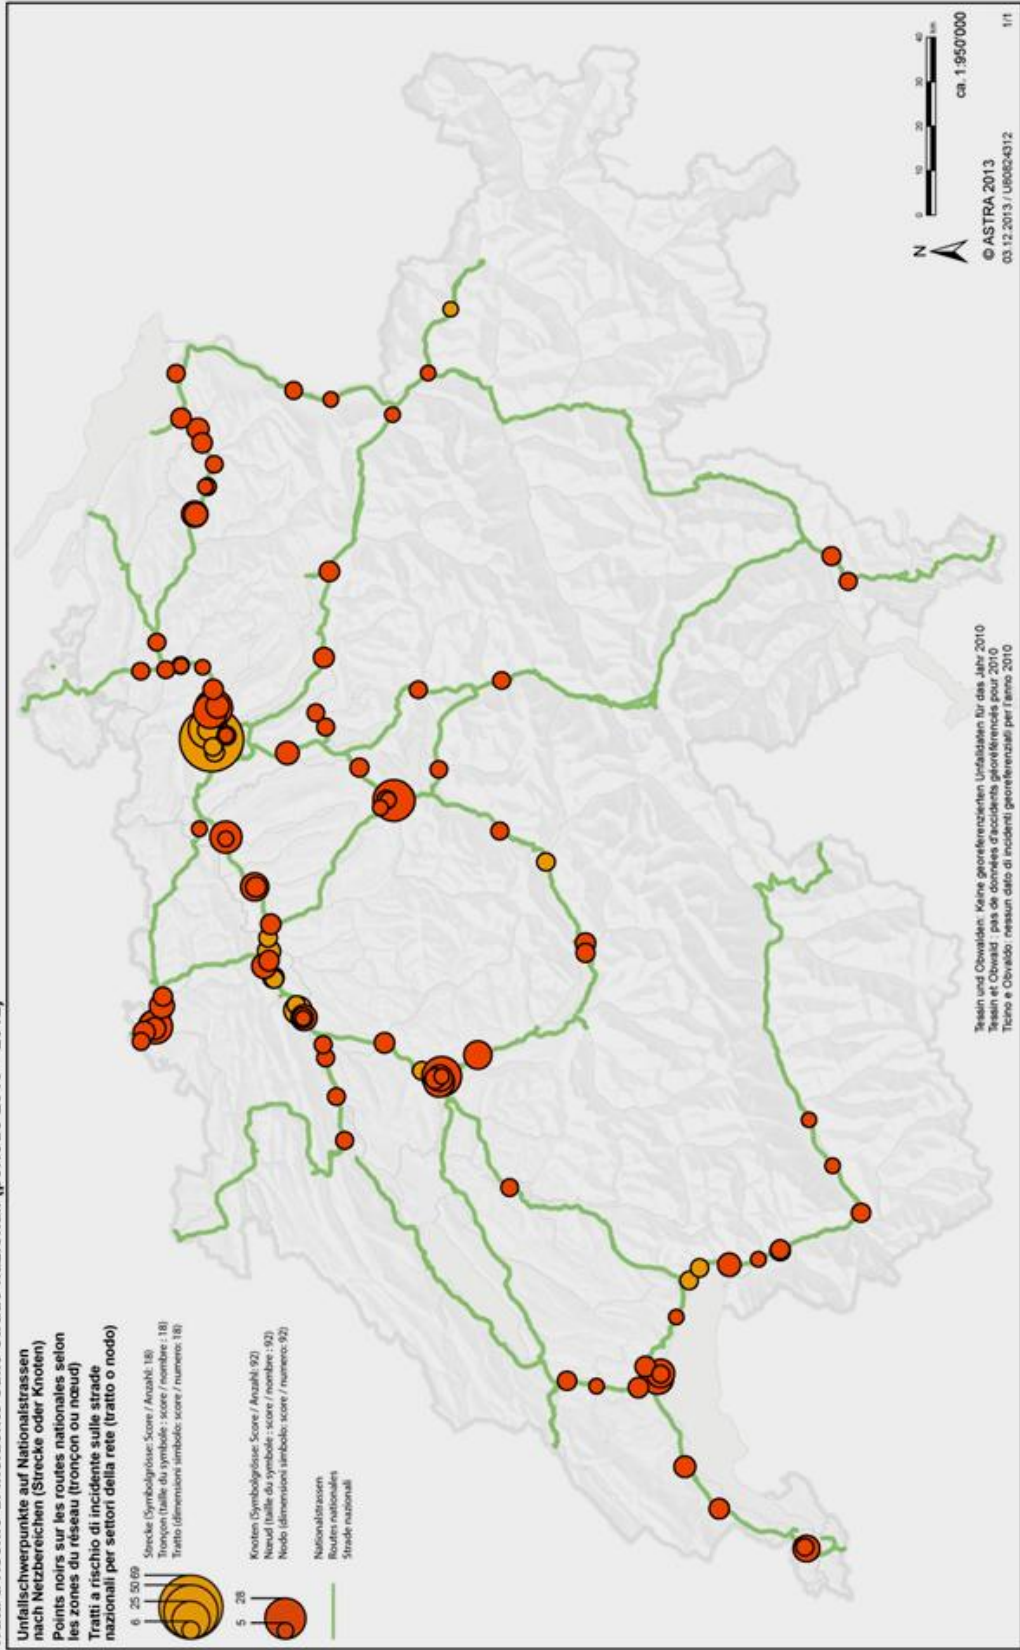 Unfallschwerpunkte auf Nationalstrassen
nach Netzbereichen (Strecke oder Knoten)
Points noirs sur les routes nationales selon
les zones du réseau (tronçon ou nœud)
Tratti a rischio di incidente sulle strade
nazionali per settori della rete (tratto o nodo)
6 25 50 69
Strecke (Symbolgrösse: Score / Anzahl: 18)
Tronçon (taille du symbole : score / nombre : 18)
Tratto (dimensioni simbolo: score / numero: 18)
5 28
Knoten (Symbolgrösse: Score / Anzahl: 92)
Nœud (taille du symbole : score / nombre : 92)
Nodo (dimensioni simbolo: score / numero: 92)
Nationalstrassen
Routes nationales
Strade nazionali
Tessin und Obwalden: Keine georeferenzierten Unfalldaten für das Jahr 2010
Tessin et Obwald : pas de données d'accidents géoréférencés pour 2010
Ticino e Obvaldo: nessun dato di incidenti georeferenziati per l'anno 2010
N
0 10 20 30 40
km
ca. 1:950'000
© ASTRA 2013
03.12.2013 / U80824312
1/1